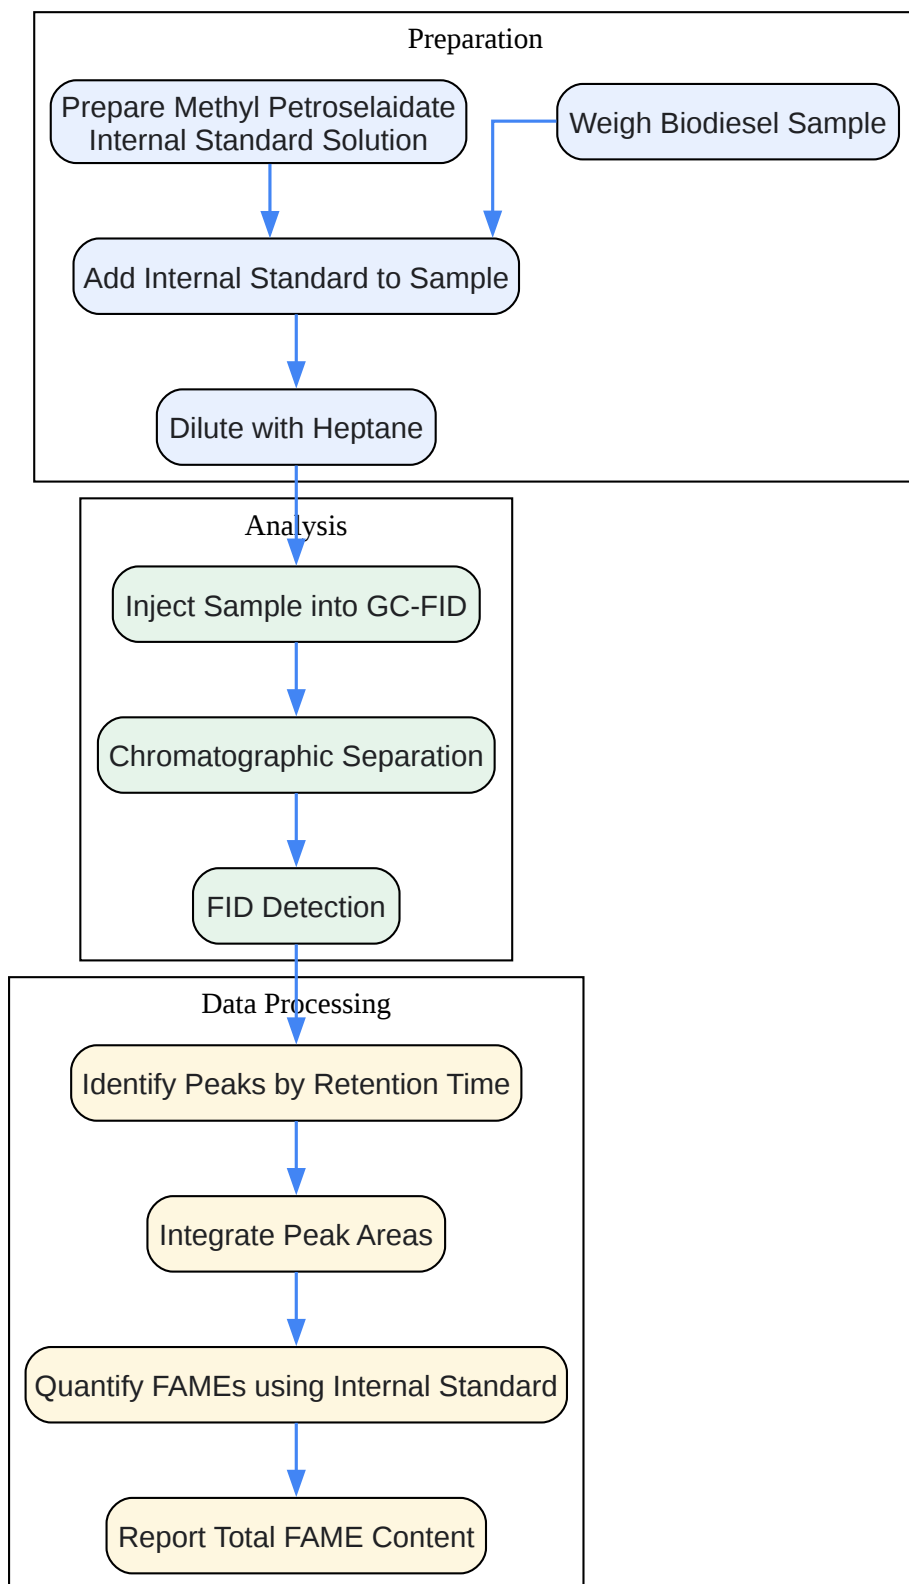 Preparation
Prepare Methyl Petroselaidate
Internal Standard Solution
Weigh Biodiesel Sample
Add Internal Standard to Sample
Dilute with Heptane
Analysis
Inject Sample into GC-FID
Chromatographic Separation
FID Detection
Data Processing
Identify Peaks by Retention Time
Integrate Peak Areas
Quantify FAMEs using Internal Standard
Report Total FAME Content